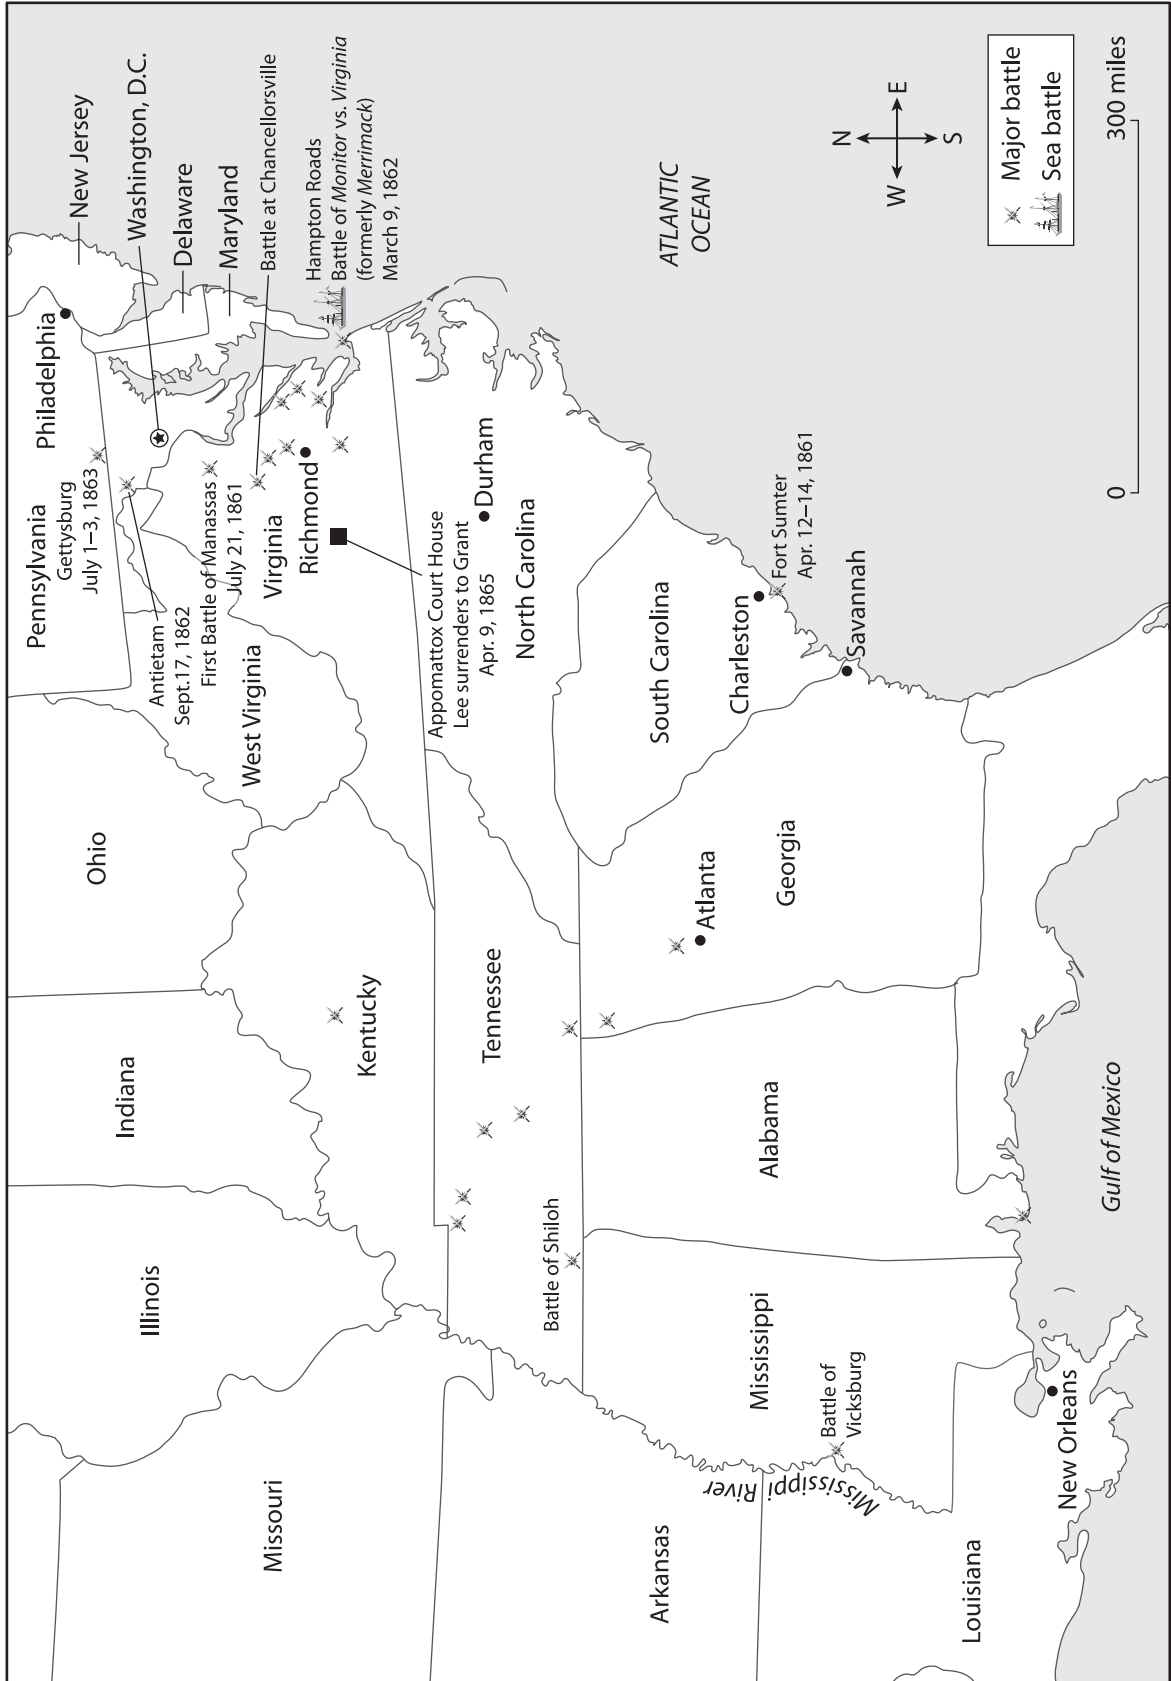 Pennsylvania
Philadelphia
New Jersey
Gettysburg
July 1–3, 1863
Washington, D.C.
Delaware
Maryland
Battle at Chancellorsville
Hampton Roads
Battle of Monitor vs. Virginia
(formerly Merrimack)
March 9, 1862
Antietam
Sept.17, 1862
First Battle of Manassas
July 21, 1861
Virginia
Richmond
West Virginia
Ohio
Indiana
Illinois
Missouri
Kentucky
Appomattox Court House
Lee surrenders to Grant
Apr. 9, 1865
Durham
North Carolina
Tennessee
Battle of Shiloh
South Carolina
Charleston
Fort Sumter
Apr. 12–14, 1861
Savannah
Atlanta
Georgia
Alabama
Mississippi
Battle of
Vicksburg
Mississippi River
Arkansas
Louisiana
New Orleans
Gulf of Mexico
ATLANTIC
OCEAN
N
W
E
S
Major battle
Sea battle
0
300 miles